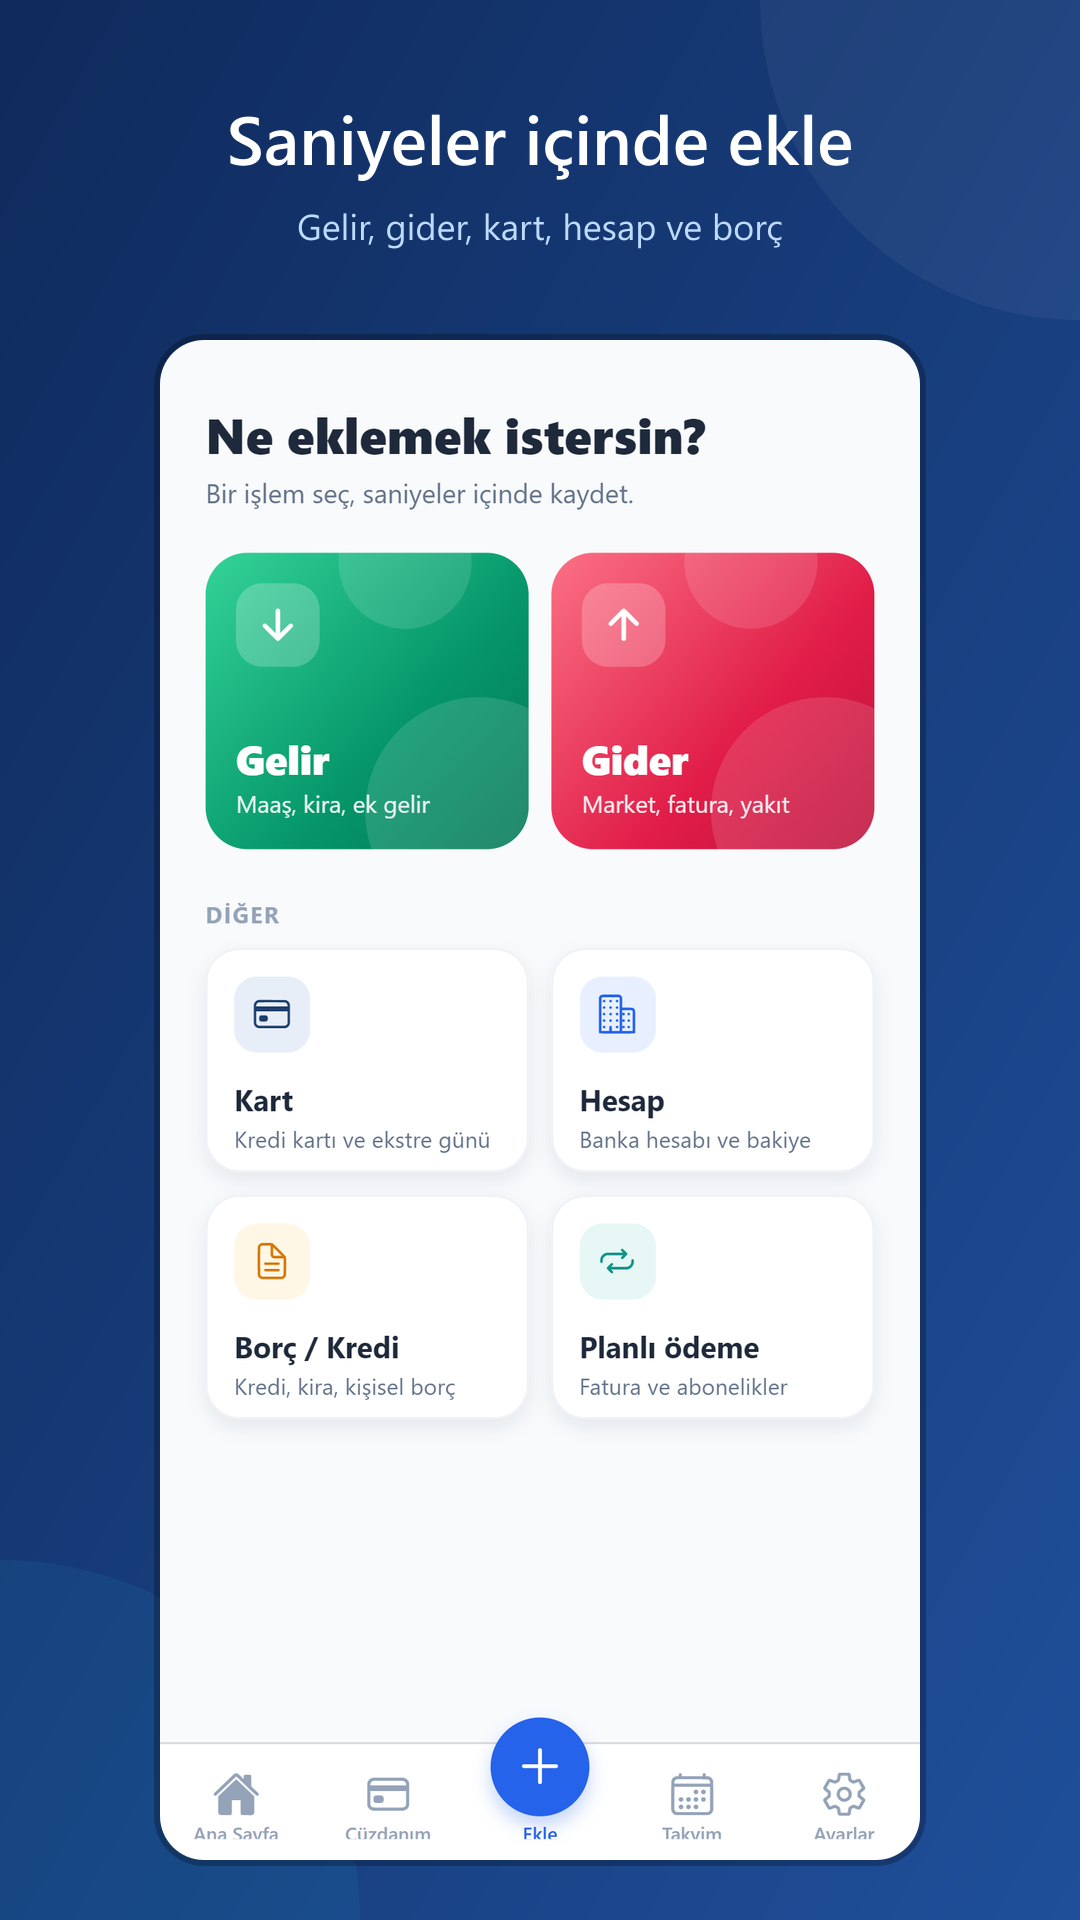 Saniyeler içinde ekle
Gelir, gider, kart, hesap ve borç
Ne eklemek istersin?
Bir işlem seç, saniyeler içinde kaydet.
Gelir
Maaş, kira, ek gelir
Gider
Market, fatura, yakıt
DİĞER
Kart
Kredi kartı ve ekstre günü
Hesap
Banka hesabı ve bakiye
Borç / Kredi
Kredi, kira, kişisel borç
Planlı ödeme
Fatura ve abonelikler
Ana Sayfa
Cüzdanım
Ekle
Takvim
Ayarlar